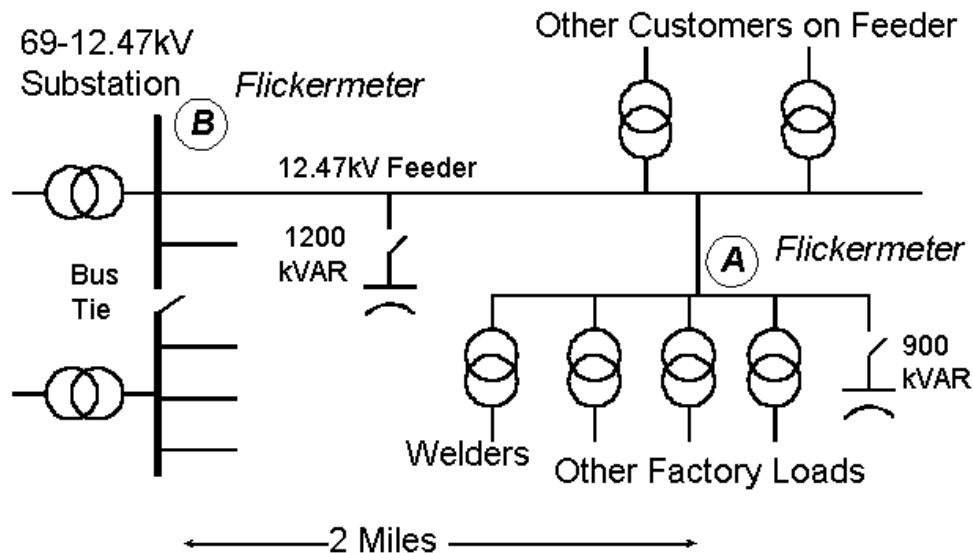 Other Customers on Feeder
69-12.47kV
Substation
Flickermeter
B
12.47kV Feeder
1200
kVAR
A
Flickermeter
Bus
Tie
900
kVAR
Welders
Other Factory Loads
2 Miles